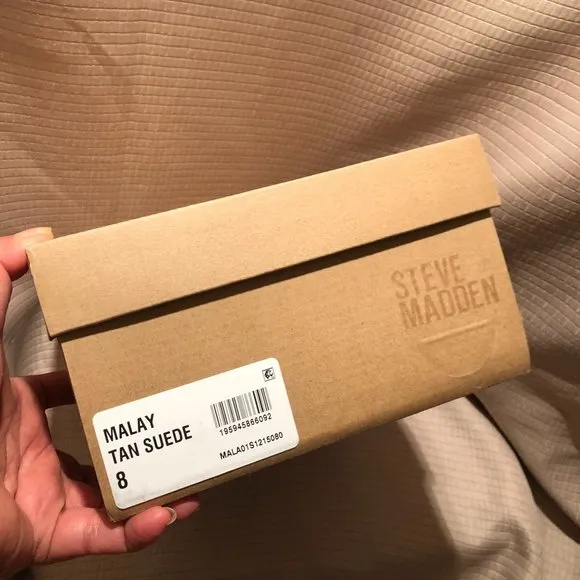 STEVE
MADDEN
MALAY
TAN SUEDE
8
195945866092
MALA01S1215080